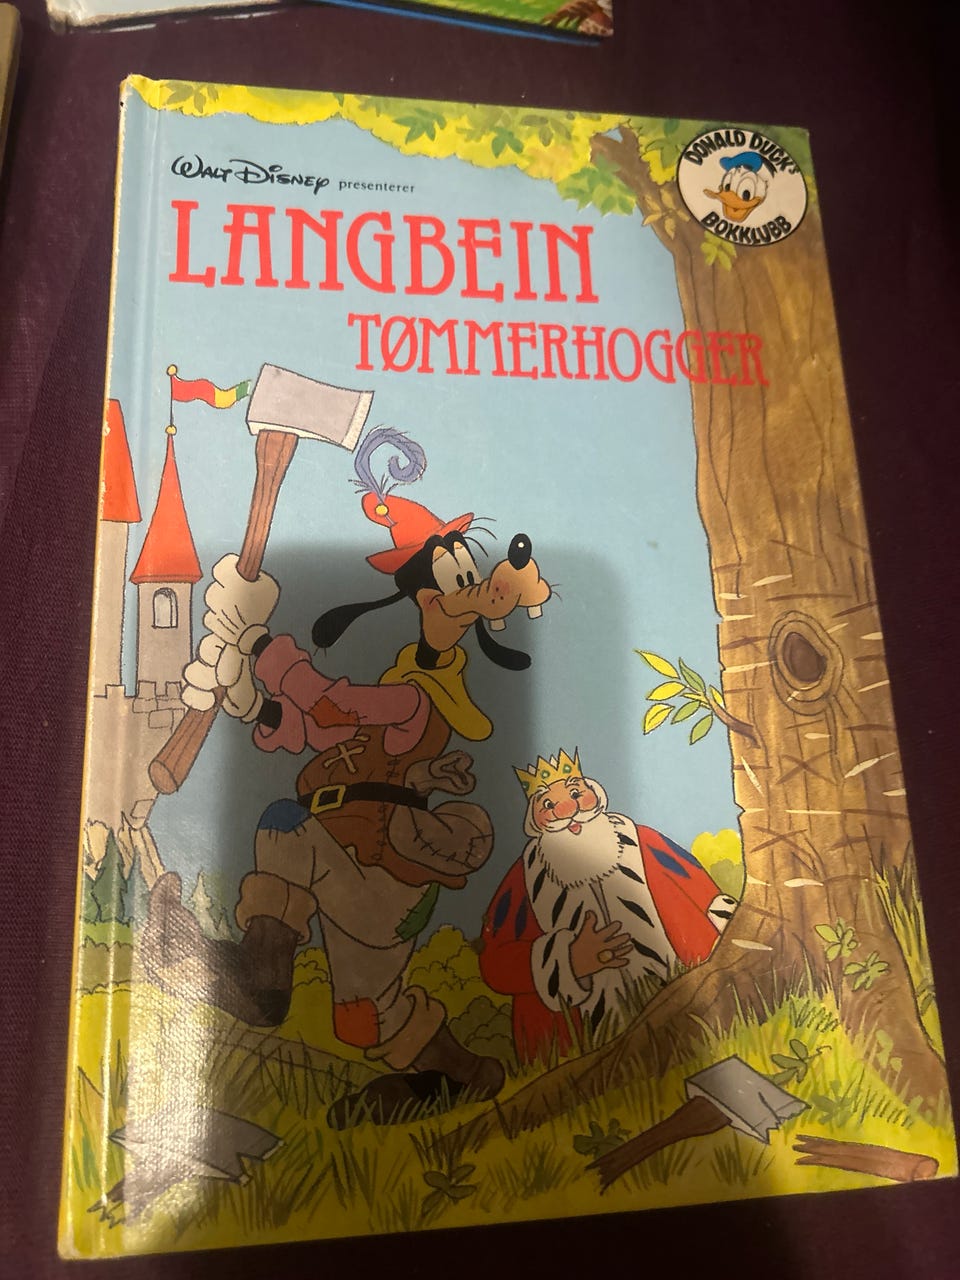 WALT DISNEY presenterer
LANGBEIN
TØMMERHOGGER
DONALD DUCK's
BOKKLUBB